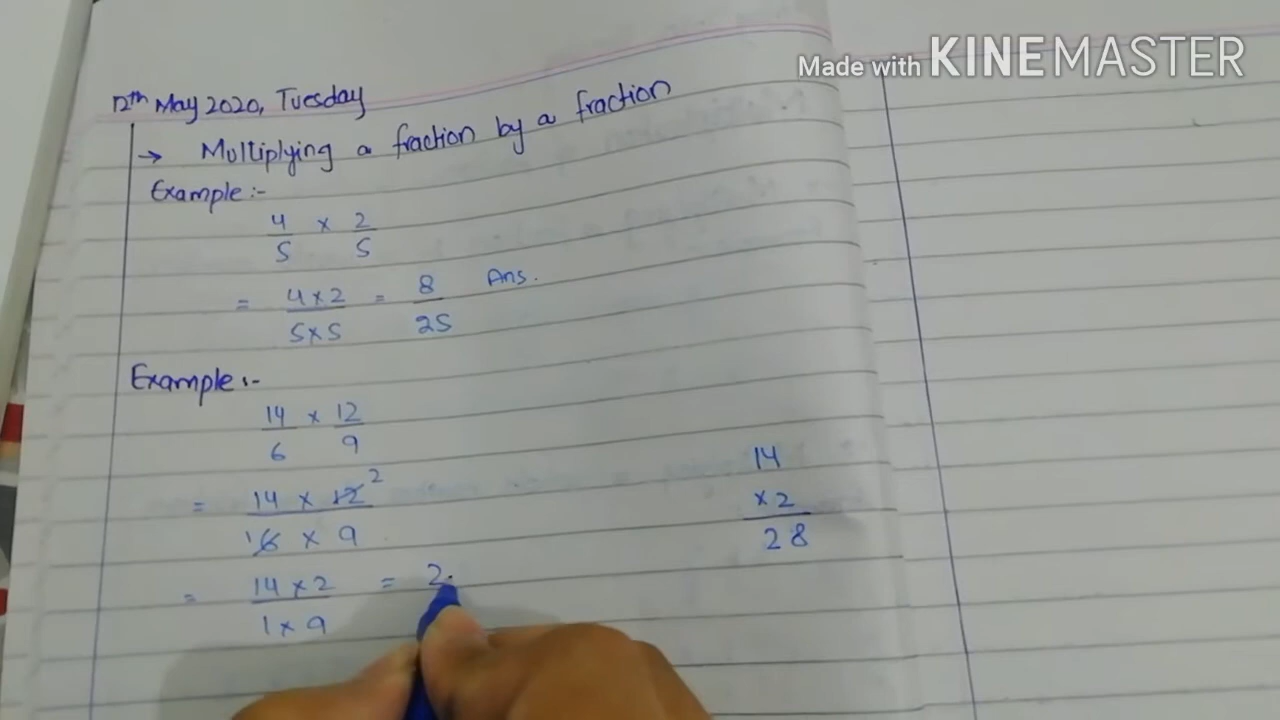 Made with KINEMASTER
12th May 2020, Tuesday
→ Multiplying a fraction by a fraction
Example :-
4/5 × 2/5
= 4×2/5×5 = 8/25 Ans.
Example :-
14/6 × 12/9
= 14 × 12 2/1 6 × 9
= 14 × 2/1 × 9 = 2
14
×2
28